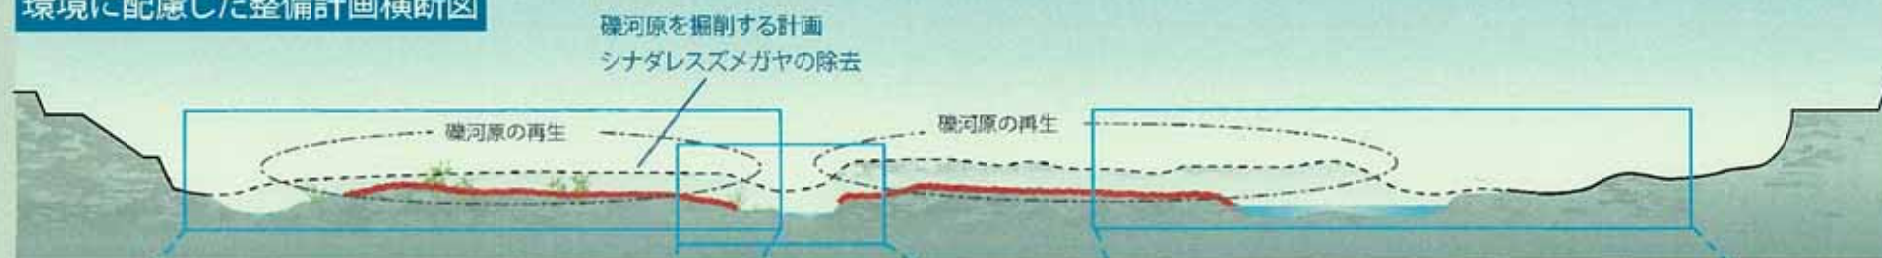 環境に配慮した整備計画横断図
礫河原を掘削する計画
シナダレスズメガヤの除去
礫河原の再生
礫河原の再生